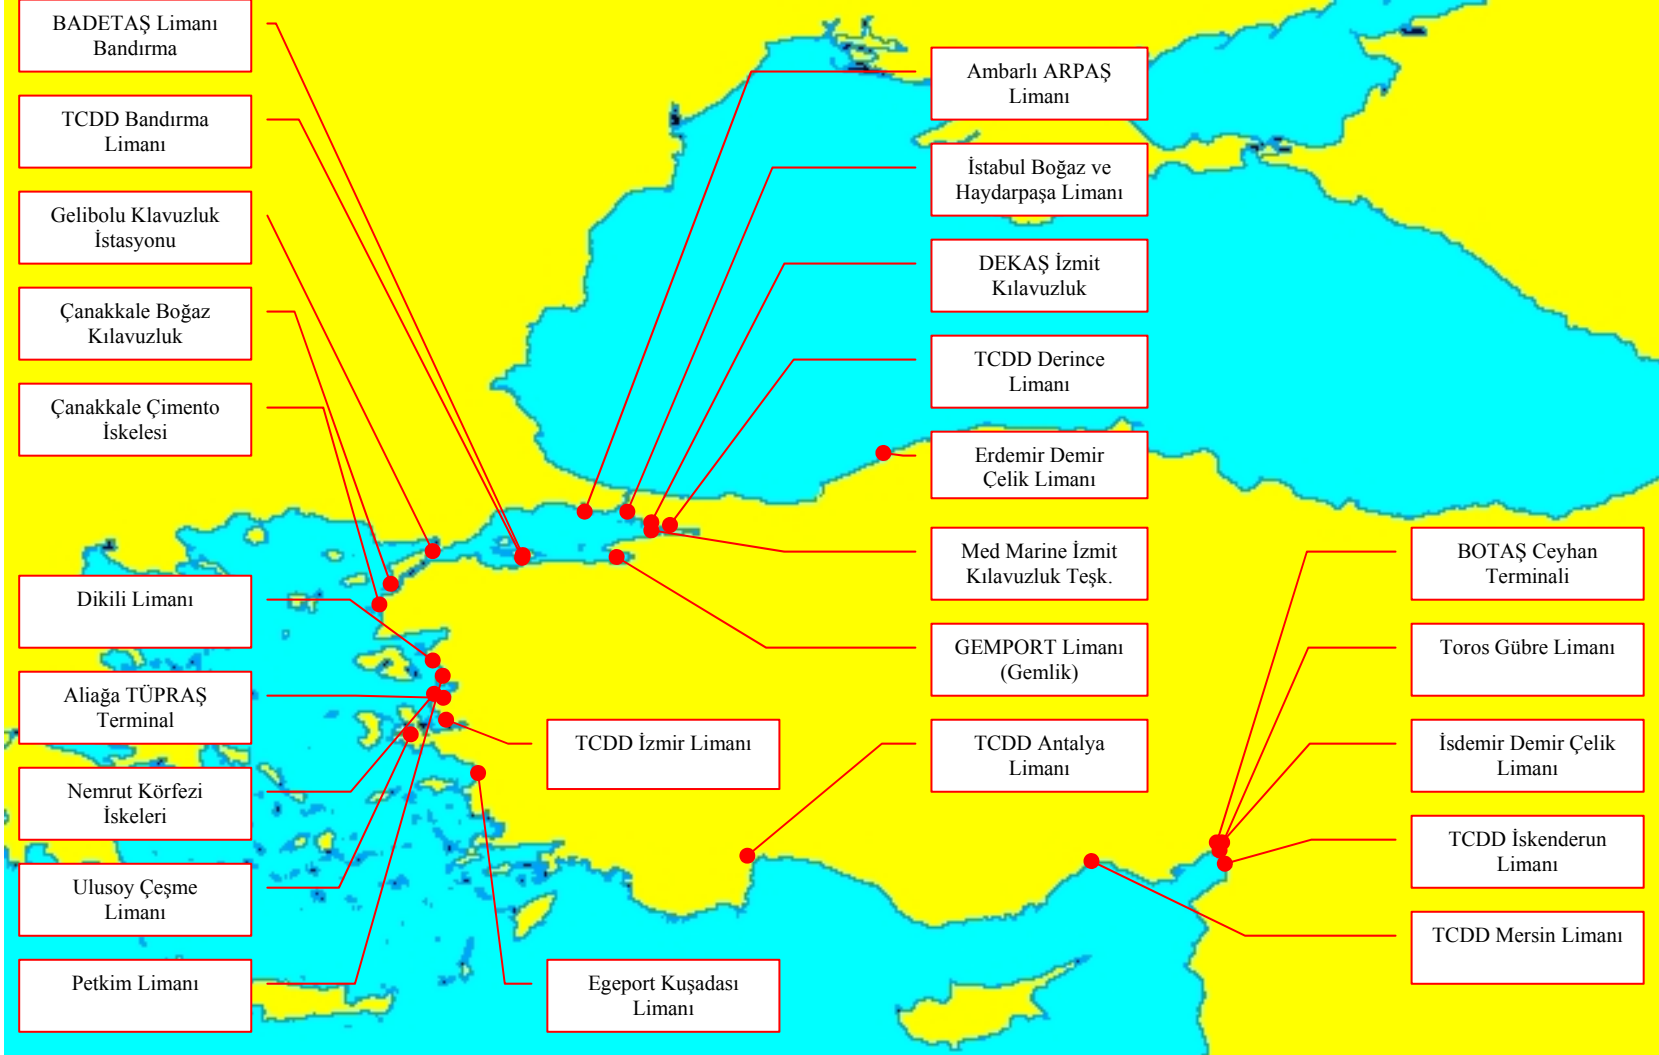 BADETAŞ Limanı
Bandırma
TCDD Bandırma
Limanı
Gelibolu Klavuzluk
İstasyonu
Çanakkale Boğaz
Kılavuzluk
Çanakkale Çimento
İskelesi
Dikili Limanı
Aliağa TÜPRAŞ
Terminal
Nemrut Körfezi
İskeleri
Ulusoy Çeşme
Limanı
Petkim Limanı
TCDD İzmir Limanı
Egeport Kuşadası
Limanı
Ambarlı ARPAŞ
Limanı
İstabul Boğaz ve
Haydarpaşa Limanı
DEKAŞ İzmit
Kılavuzluk
TCDD Derince
Limanı
Erdemir Demir
Çelik Limanı
Med Marine İzmit
Kılavuzluk Teşk.
GEMPORT Limanı
(Gemlik)
TCDD Antalya
Limanı
BOTAŞ Ceyhan
Terminali
Toros Gübre Limanı
İsdemir Demir Çelik
Limanı
TCDD İskenderun
Limanı
TCDD Mersin Limanı